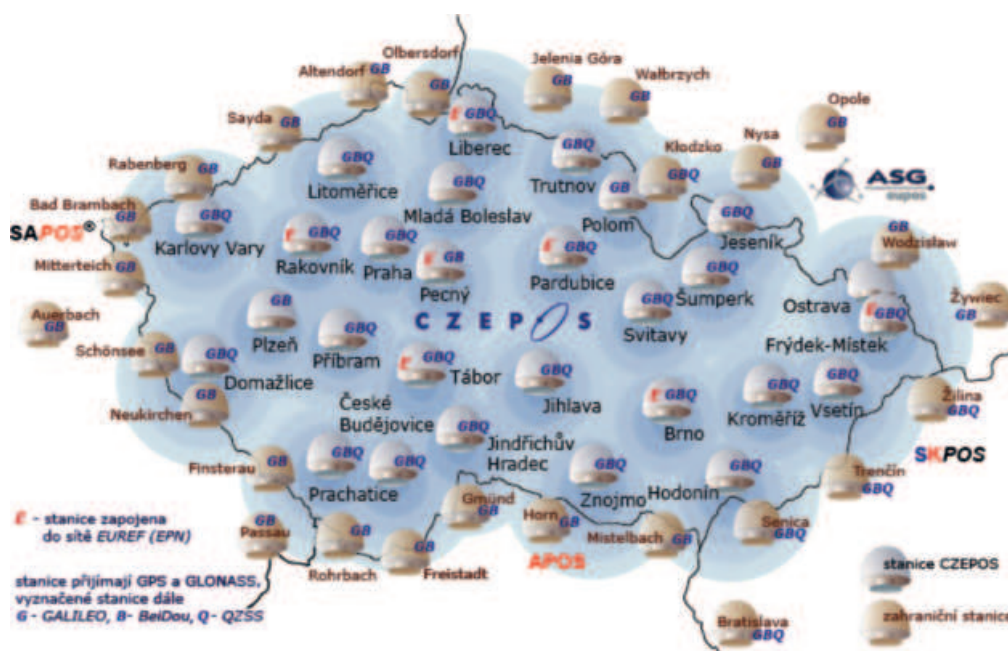 Olbersdorf
Altendorf GB
GB
Jelenia Góra
GB
Wałbrzych
GB
Opole
GB
Sayda
GB
E GBQ
Liberec
GBQ
Trutnov
Kłodzko
GBQ
Nysa
GB
ASG
eupos
Rabenberg
GB
GBQ
Litoměřice
GBQ
Mladá Boleslav
GB
Polom
GBQ
Jeseník
Bad Brambach
GB
SAPOS®
GBQ
Karlovy Vary
E GBQ
Rakovník
GBQ
Praha
E GB
Pecný
E GBQ
Pardubice
GBQ
Šumperk
GB
Wodzisław
Mitterteich
GB
Ostrava
E GBQ
Frýdek-Místek
Żywiec
GB
Auerbach
GB
GB
Plzeň
GBQ
Příbram
CZEPOS
GBQ
Svitavy
Schönsee
GB
GBQ
Domažlice
E GBQ
Tábor
GBQ
Jihlava
E GBQ
Brno
GBQ
Kroměříž
GBQ
Vsetín
Žilina
GBQ
Neukirchen
GB
České
Budějovice
GBQ
Jindřichův
Hradec
SKPOS
Finsterau
GB
GBQ
Prachatice
GBQ
GBQ
Znojmo
Hodonín
GBQ
Trenčín
GBQ
Gmünd
GB
Horn
GB
Mistelbach
GB
Senica
GBQ
E - stanice zapojena
do sítě EUREF (EPN)
GB
Passau
GB
Rohrbach
GB
Freistadt
APOS
stanice CZEPOS
stanice přijímají GPS a GLONASS,
vyznačené stanice dále
G - GALILEO, B- BeiDou, Q - QZSS
Bratislava
GBQ
zahraniční stanice